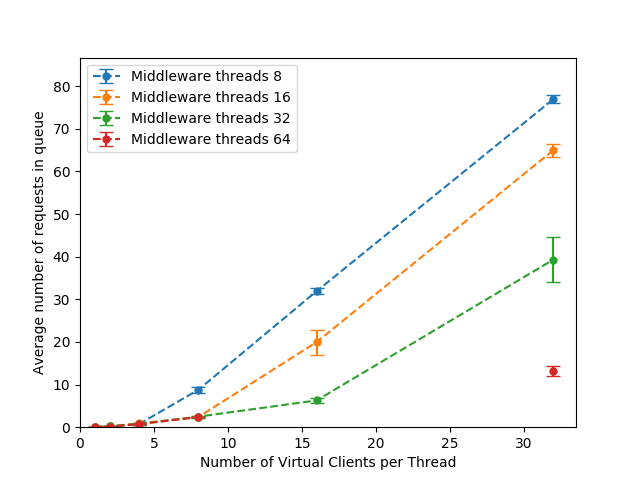 Middleware threads 8
Middleware threads 16
Middleware threads 32
Middleware threads 64
80
70
60
50
40
30
20
10
0
Average number of requests in queue
0 5 10 15 20 25 30
Number of Virtual Clients per Thread